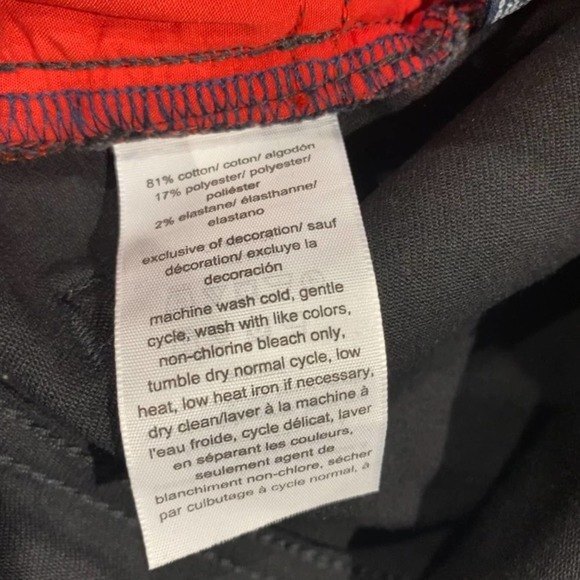 81% cotton/ coton/ algodón
17% polyester/ polyester/
poliéster
2% elastane/ élasthanne/
elastano
exclusive of decoration/ sauf
décoration/ excluye la
decoración
machine wash cold, gentle
cycle, wash with like colors,
non-chlorine bleach only,
tumble dry normal cycle, low
heat, low heat iron if necessary,
dry clean/laver à la machine à
l'eau froide, cycle délicat, laver
en séparant les couleurs,
seulement agent de
blanchiment non-chlore, sécher
par culbutage à cycle normal, à